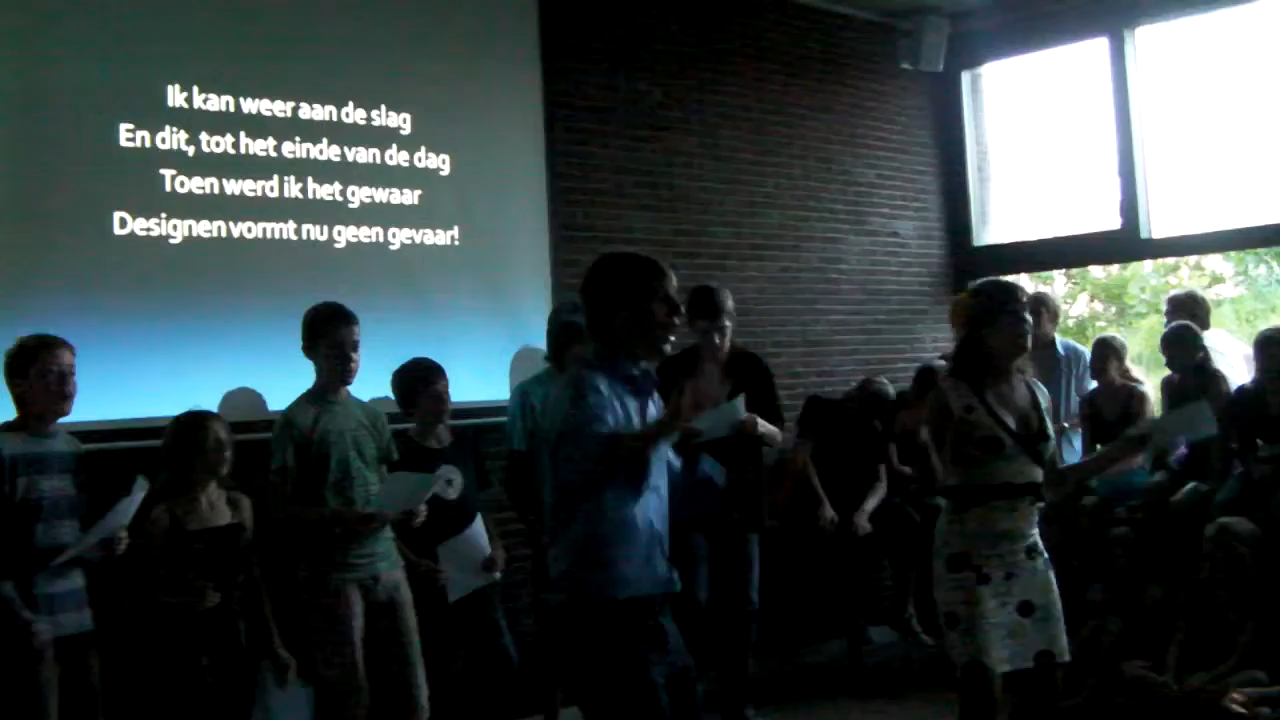 Ik kan weer aan de slag
En dit, tot het einde van de dag
Toen werd ik het gewaar
Designen vormt nu geen gevaar!